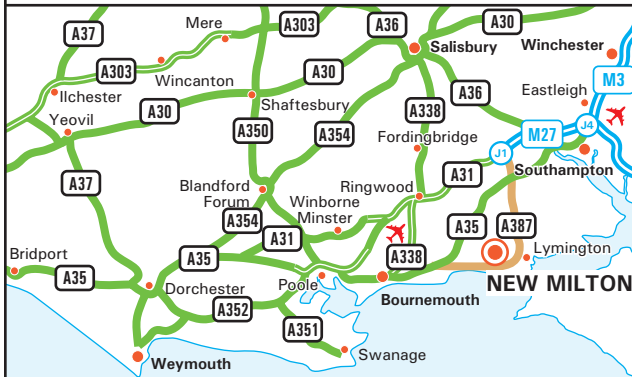 A37
Mere
A303
A36
A30
Salisbury
Winchester
A303
Wincanton
A30
M3
Ilchester
A30
Shaftesbury
A36
Eastleigh
Yeovil
A350
A354
A338
Fordingbridge
M27
J4
J1
A37
A31
Southampton
Blandford
Forum
Winborne
Minster
Ringwood
A354
A31
A35
A387
Bridport
A35
A338
Lymington
A35
Dorchester
Poole
NEW MILTON
A352
Bournemouth
A351
Weymouth
Swanage